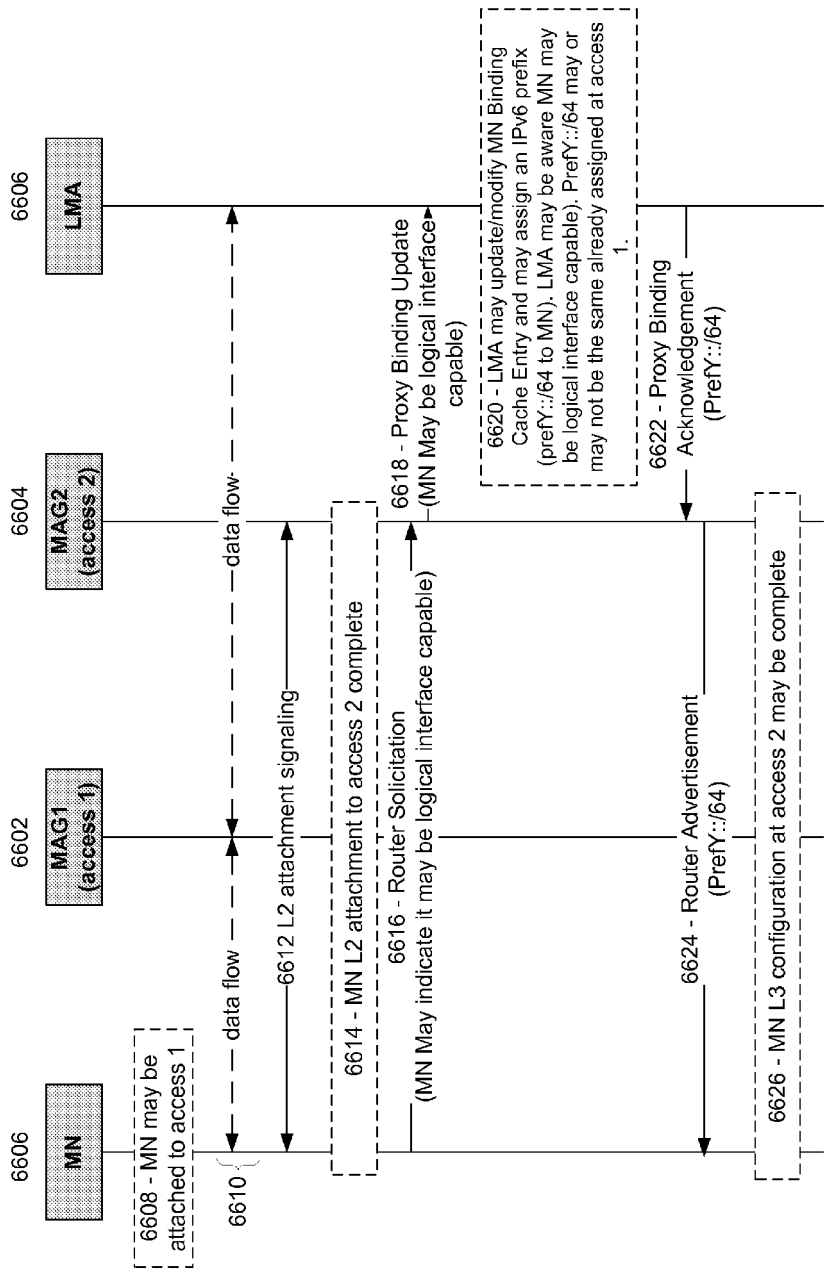 6606
MN
6602
MAG1
(access 1)
6604
MAG2
(access 2)
6606
LMA
6608 - MN may be
attached to access 1
6610
data flow
data flow
6612 L2 attachment signaling
6614 - MN L2 attachment to access 2 complete
6616 - Router Solicitation
(MN May indicate it may be logical interface capable)
6618 - Proxy Binding Update
(MN May be logical interface
capable)
6620 - LMA may update/modify MN Binding
Cache Entry and may assign an IPv6 prefix
(prefY::/64 to MN). LMA may be aware MN may
be logical interface capable). PrefY::/64 may or
may not be the same already assigned at access
1.
6622 - Proxy Binding
Acknowledgement
(PrefY::/64)
6624 - Router Advertisement
(PrefY::/64)
6626 - MN L3 configuration at access 2 may be complete